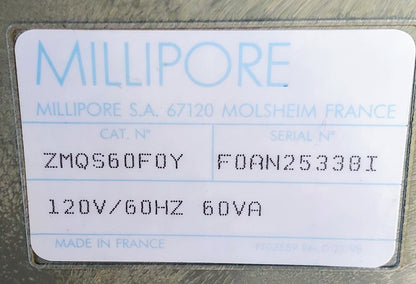 MILLIPORE
MILLIPORE S.A. 67120 MOLSHEIM FRANCE
CAT. N° SERIAL N°
ZMQS60F0Y F0AN25338I
120V/60HZ 60VA
MADE IN FRANCE